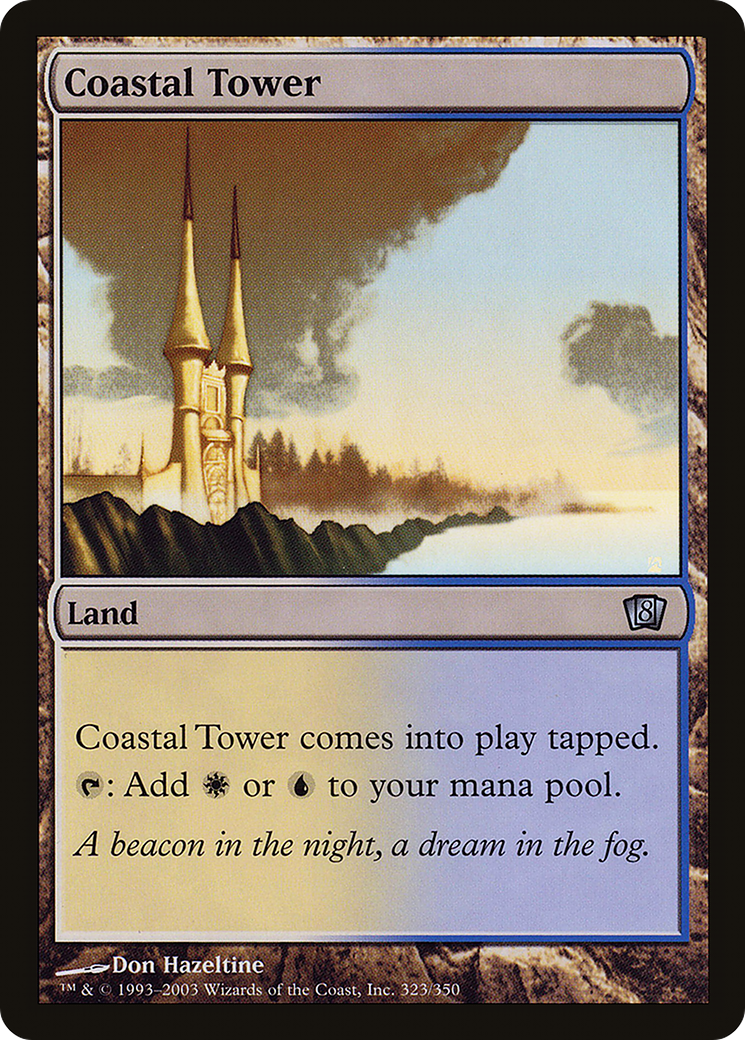 Coastal Tower
Land
8
Coastal Tower comes into play tapped.
: Add or to your mana pool.
A beacon in the night, a dream in the fog.
Don Hazeltine
™ & © 1993–2003 Wizards of the Coast, Inc. 323/350